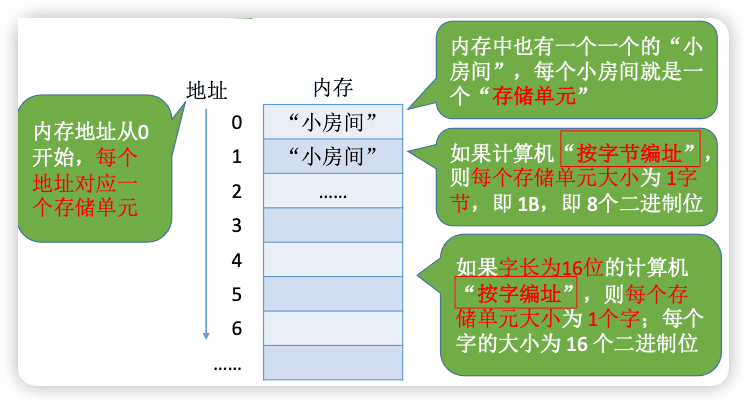 内存中也有一个一个的“小
房间”，每个小房间就是一
个“存储单元”
地址
内存
内存地址从0
开始，每个
地址对应一
个存储单元
0
“小房间”
1
“小房间”
2
……
3
4
5
6
……
如果计算机“按字节编址”，
则每个存储单元大小为 1字
节，即 1B，即 8个二进制位
如果字长为16位的计算机
“按字编址”，则每个存
储单元大小为 1个字；每个
字的大小为 16 个二进制位